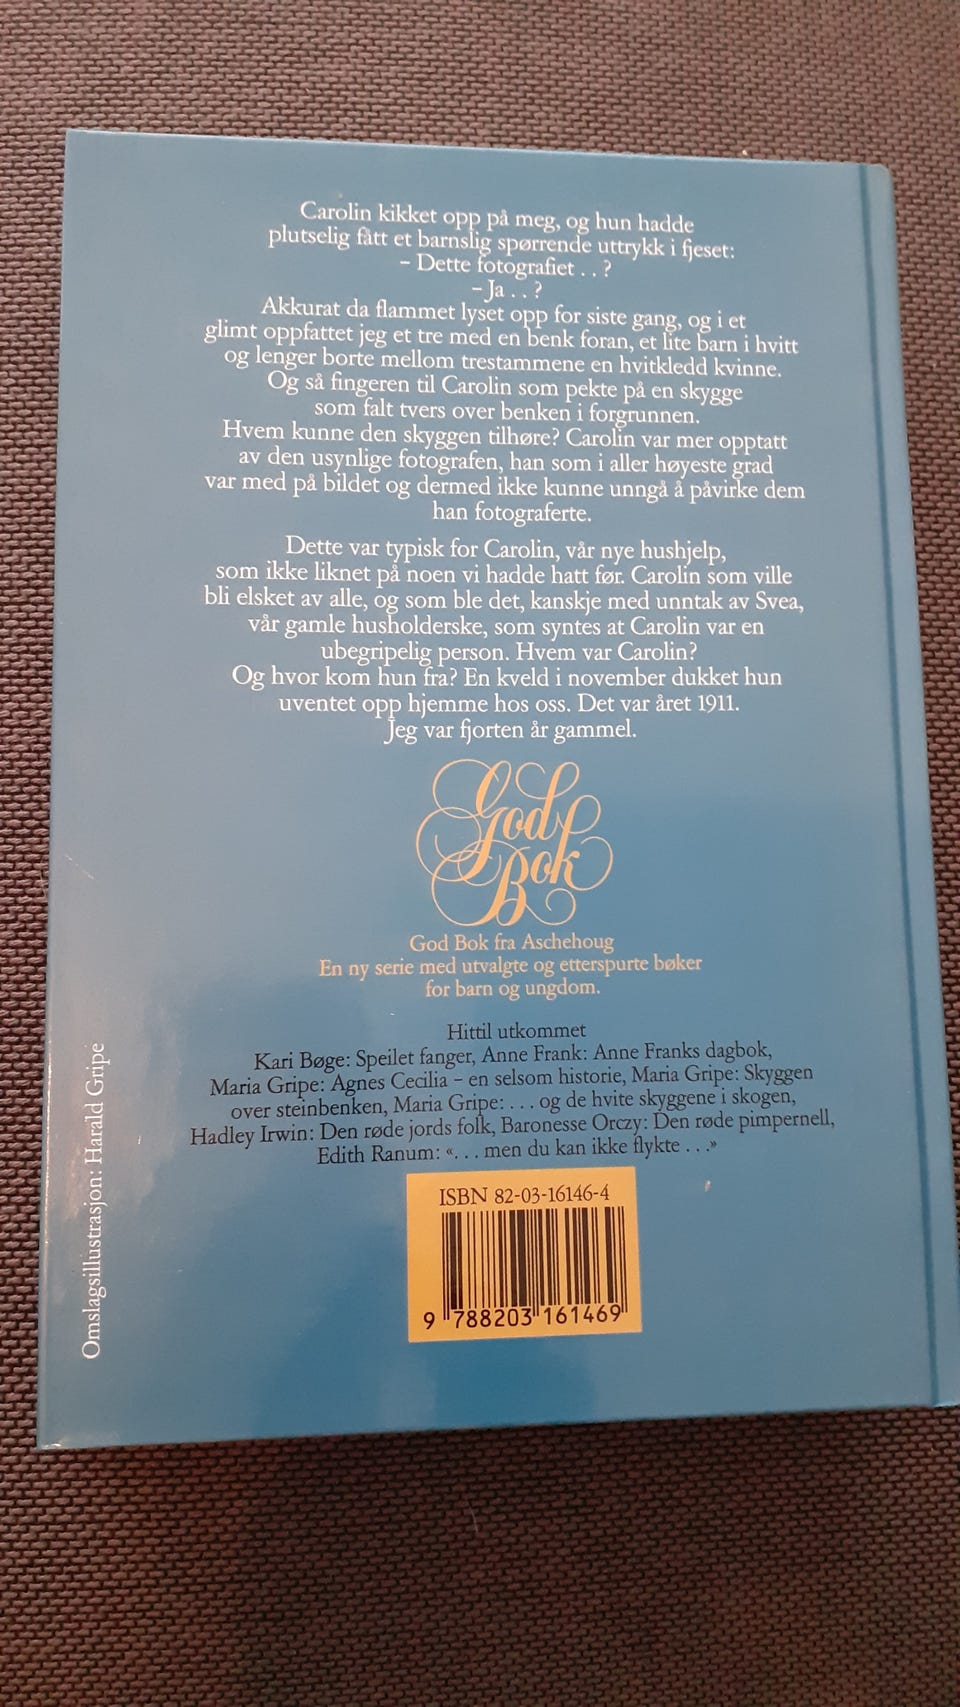 Carolin kikket opp på meg, og hun hadde
plutselig fått et barnslig spørrende uttrykk i fjeset:
– Dette fotografiet . . ?
– Ja . . ?
Akkurat da flammet lyset opp for siste gang, og i et
glimt oppfattet jeg et tre med en benk foran, et lite barn i hvitt
og lenger borte mellom trestammene en hvitkledd kvinne.
Og så fingeren til Carolin som pekte på en skygge
som falt tvers over benken i forgrunnen.
Hvem kunne den skyggen tilhøre? Carolin var mer opptatt
av den usynlige fotografen, han som i aller høyeste grad
var med på bildet og dermed ikke kunne unngå å påvirke dem
han fotograferte.
Dette var typisk for Carolin, vår nye hushjelp,
som ikke liknet på noen vi hadde hatt før. Carolin som ville
bli elsket av alle, og som ble det, kanskje med unntak av Svea,
vår gamle husholderske, som syntes at Carolin var en
ubegripelig person. Hvem var Carolin?
Og hvor kom hun fra? En kveld i november dukket hun
uventet opp hjemme hos oss. Det var året 1911.
Jeg var fjorten år gammel.
God
Bok
God Bok fra Aschehoug
En ny serie med utvalgte og etterspurte bøker
for barn og ungdom.
Hittil utkommet
Kari Bøge: Speilet fanger, Anne Frank: Anne Franks dagbok,
Maria Gripe: Agnes Cecilia – en selsom historie, Maria Gripe: Skyggen
over steinbenken, Maria Gripe: . . . og de hvite skyggene i skogen,
Hadley Irwin: Den røde jords folk, Baronesse Orczy: Den røde pimpernell,
Edith Ranum: «. . . men du kan ikke flykte . . .»
ISBN 82-03-16146-4
9 788203 161469
Omslagsillustrasjon: Harald Gripe